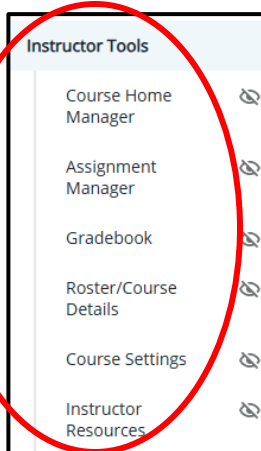 Instructor Tools
Course Home
Manager
Assignment
Manager
Gradebook
Roster/Course
Details
Course Settings
Instructor
Resources